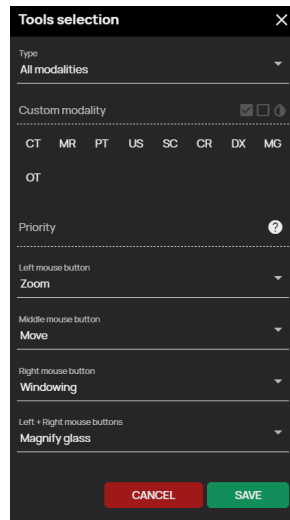 Tools selection
Type
All modalities
Custom modality
CT MR PT US SC CR DX MG
OT
Priority
?
Left mouse button
Zoom
Middle mouse button
Move
Right mouse button
Windowing
Left + Right mouse buttons
Magnify glass
CANCEL SAVE